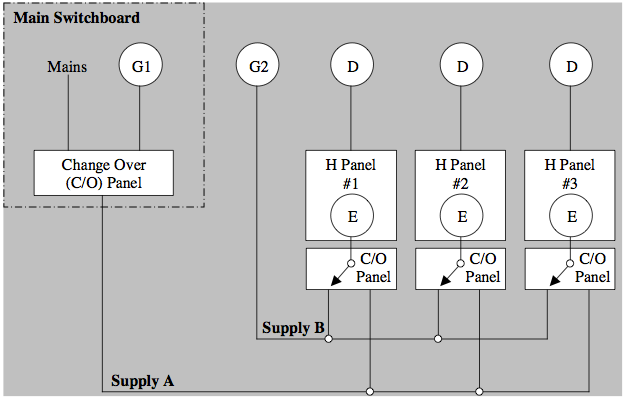 Main Switchboard
Mains
G1
G2
D
D
D
Change Over
(C/O) Panel
H Panel
#1
E
H Panel
#2
E
H Panel
#3
E
C/O
Panel
C/O
Panel
C/O
Panel
Supply B
Supply A